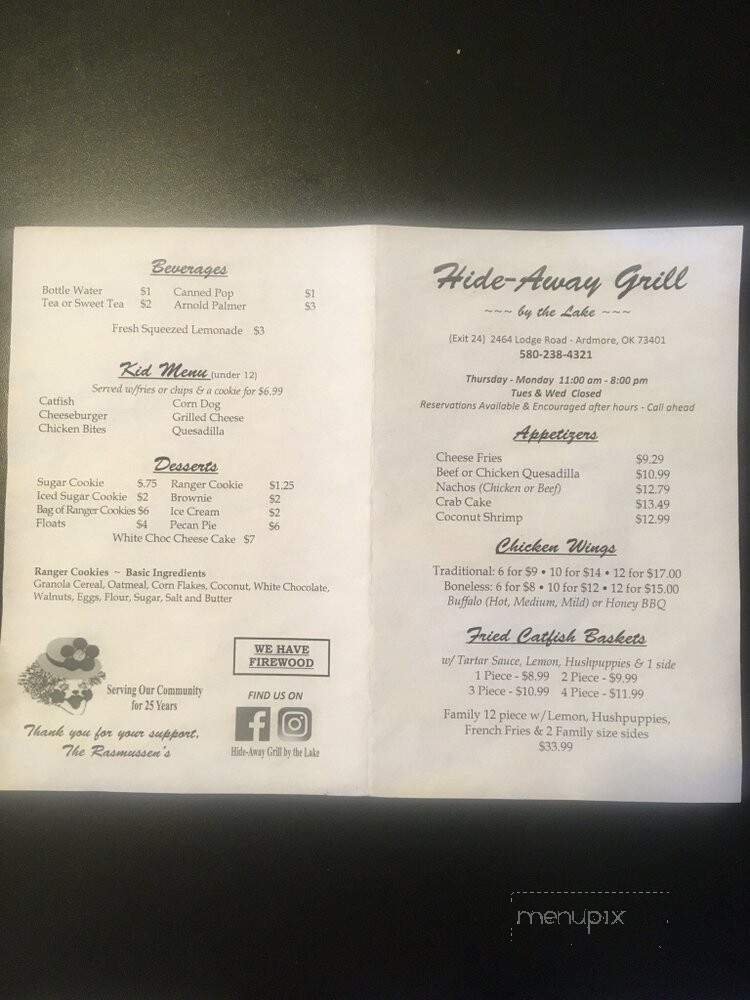 Beverages
Bottle Water $1 Canned Pop $1
Tea or Sweet Tea $2 Arnold Palmer $3
Fresh Squeezed Lemonade $3
Kid Menu (under 12)
Served w/fries or chips & a cookie for $6.99
Catfish Corn Dog
Cheeseburger Grilled Cheese
Chicken Bites Quesadilla
Desserts
Sugar Cookie $.75 Ranger Cookie $1.25
Iced Sugar Cookie $2 Brownie $2
Bag of Ranger Cookies $6 Ice Cream $2
Floats $4 Pecan Pie $6
White Choc Cheese Cake $7
Ranger Cookies ~ Basic Ingredients
Granola Cereal, Oatmeal, Corn Flakes, Coconut, White Chocolate,
Walnuts, Eggs, Flour, Sugar, Salt and Butter
Serving Our Community
for 25 Years
Thank you for your support.
The Rasmussen's
WE HAVE
FIREWOOD
FIND US ON
Hide-Away Grill by the Lake
Hide-Away Grill
~~~ by the Lake ~~~
(Exit 24) 2464 Lodge Road - Ardmore, OK 73401
580-238-4321
Thursday - Monday 11:00 am - 8:00 pm
Tues & Wed Closed
Reservations Available & Encouraged after hours - Call ahead
Appetizers
Cheese Fries $9.29
Beef or Chicken Quesadilla $10.99
Nachos (Chicken or Beef) $12.79
Crab Cake $13.49
Coconut Shrimp $12.99
Chicken Wings
Traditional: 6 for $9 • 10 for $14 • 12 for $17.00
Boneless: 6 for $8 • 10 for $12 • 12 for $15.00
Buffalo (Hot, Medium, Mild) or Honey BBQ
Fried Catfish Baskets
w/ Tartar Sauce, Lemon, Hushpuppies & 1 side
1 Piece - $8.99 2 Piece - $9.99
3 Piece - $10.99 4 Piece - $11.99
Family 12 piece w/Lemon, Hushpuppies,
French Fries & 2 Family size sides
$33.99
menupix